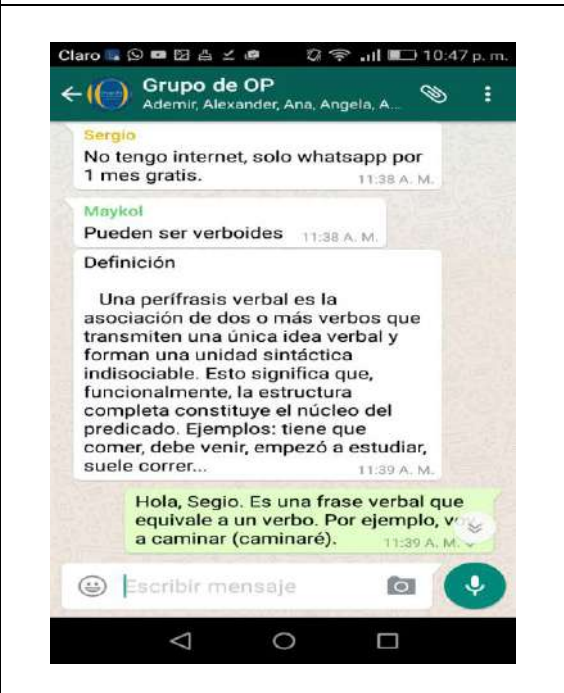 Claro 10:47 p. m.
Grupo de OP
Ademir, Alexander, Ana, Angela, A...
Sergio
No tengo internet, solo whatsapp por
1 mes gratis. 11:38 A. M.
Maykol
Pueden ser verboides 11:38 A. M.
Definición
Una perífrasis verbal es la
asociación de dos o más verbos que
transmiten una única idea verbal y
forman una unidad sintáctica
indisociable. Esto significa que,
funcionalmente, la estructura
completa constituye el núcleo del
predicado. Ejemplos: tiene que
comer, debe venir, empezó a estudiar,
suele correr... 11:39 A. M.
Hola, Segio. Es una frase verbal que
equivale a un verbo. Por ejemplo,
a caminar (caminaré). 11:39 A. M.
Escribir mensaje